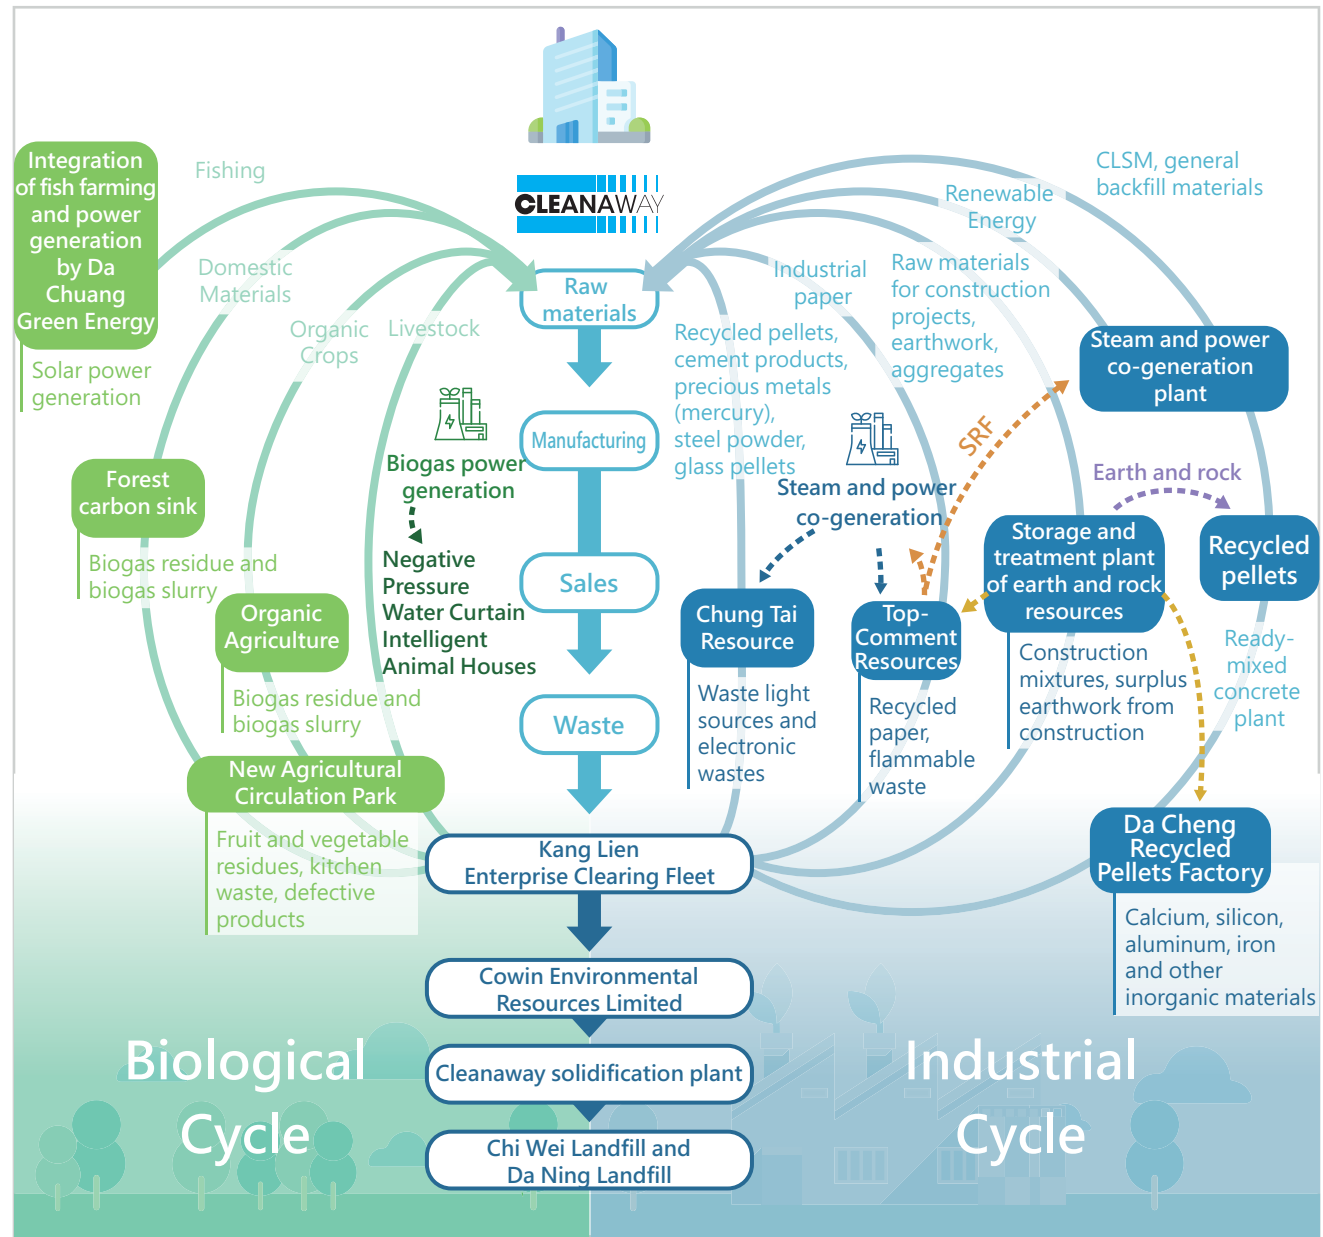 CLEANAWAY
Integration
of fish farming
and power
generation
by Da
Chuang
Green Energy
Solar power
generation
Fishing
Domestic
Materials
Organic
Crops
Livestock
Forest
carbon sink
Biogas residue and
biogas slurry
Organic
Agriculture
Biogas residue and
biogas slurry
New Agricultural
Circulation Park
Fruit and vegetable
residues, kitchen
waste, defective
products
Biogas power
generation
Negative
Pressure
Water Curtain
Intelligent
Animal Houses
Raw
materials
Manufacturing
Sales
Waste
Kang Lien
Enterprise Clearing Fleet
Cowin Environmental
Resources Limited
Cleanaway solidification plant
Chi Wei Landfill and
Da Ning Landfill
Recycled pellets,
cement products,
precious metals
(mercury),
steel powder,
glass pellets
Industrial
paper
Raw materials
for construction
projects,
earthwork,
aggregates
Renewable
Energy
CLSM, general
backfill materials
Steam and power
co-generation
plant
SRF
Steam and power
co-generation
Earth and rock
Chung Tai
Resource
Waste light
sources and
electronic
wastes
Top-
Comment
Resources
Recycled
paper,
flammable
waste
Storage and
treatment plant
of earth and rock
resources
Construction
mixtures, surplus
earthwork from
construction
Recycled
pellets
Ready-
mixed
concrete
plant
Da Cheng
Recycled
Pellets Factory
Calcium, silicon,
aluminum, iron
and other
inorganic materials
Biological
Cycle
Industrial
Cycle